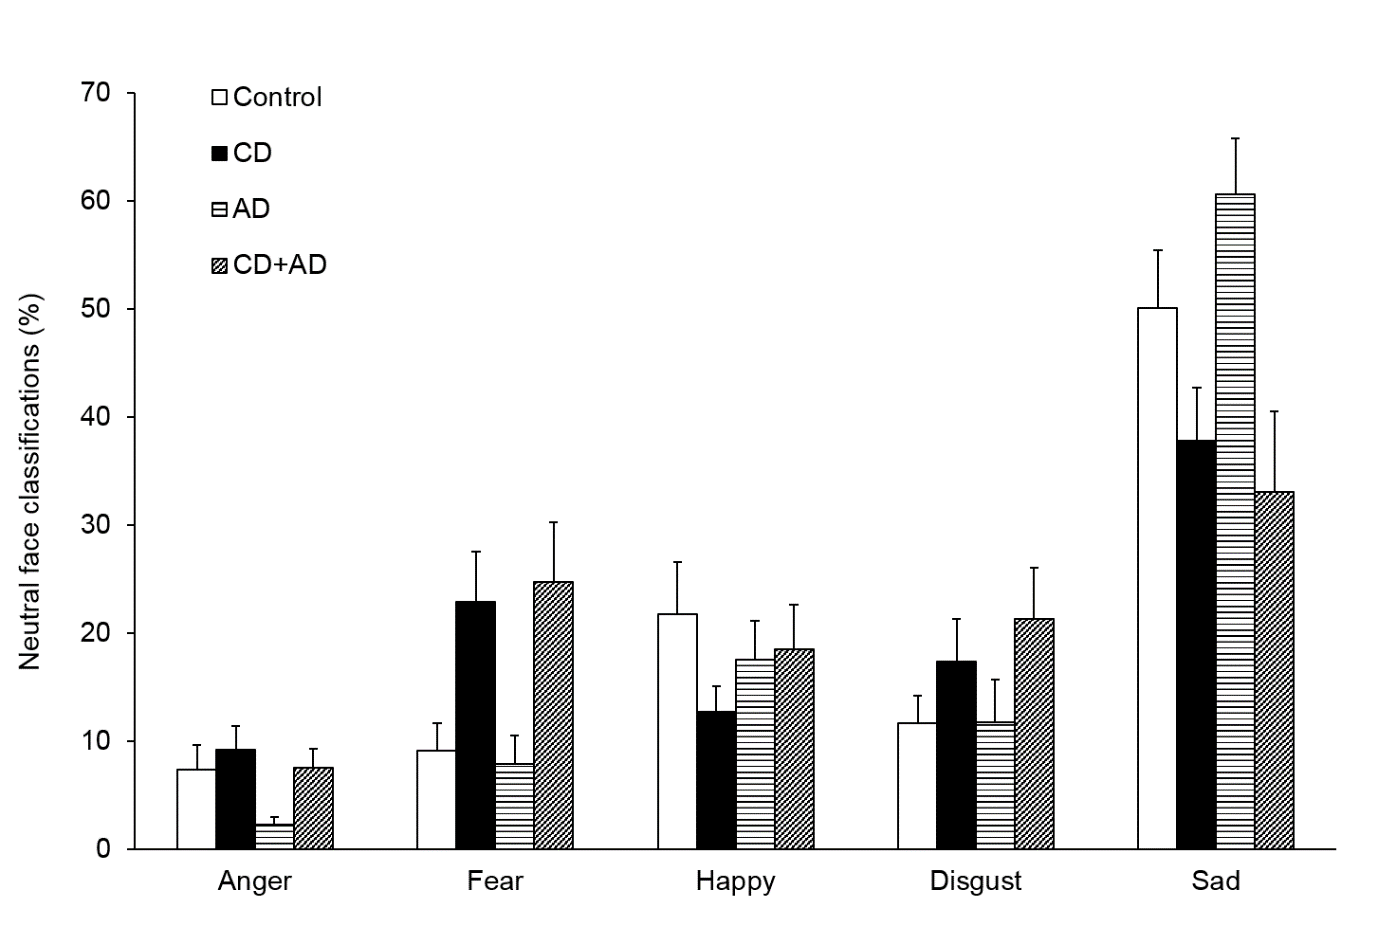 70
60
50
40
30
20
10
0
Neutral face classifications (%)
Control
CD
AD
CD+AD
Anger Fear Happy Disgust Sad